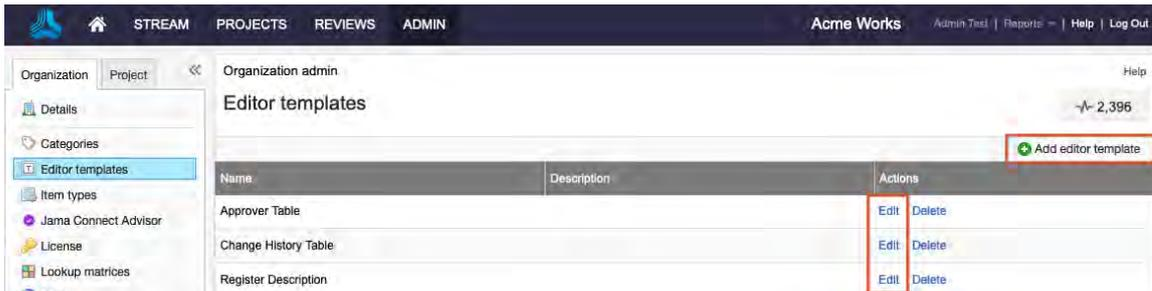 STREAM PROJECTS REVIEWS ADMIN Acme Works Admin Test | Reports | Help | Log Out
Organization Project Organization admin Help
Details Editor templates 2,396
Categories Add editor template
Editor templates Name Description Actions
Item types Approver Table Edit Delete
Jama Connect Advisor
License Change History Table Edit Delete
Lookup matrices Register Description Edit Delete